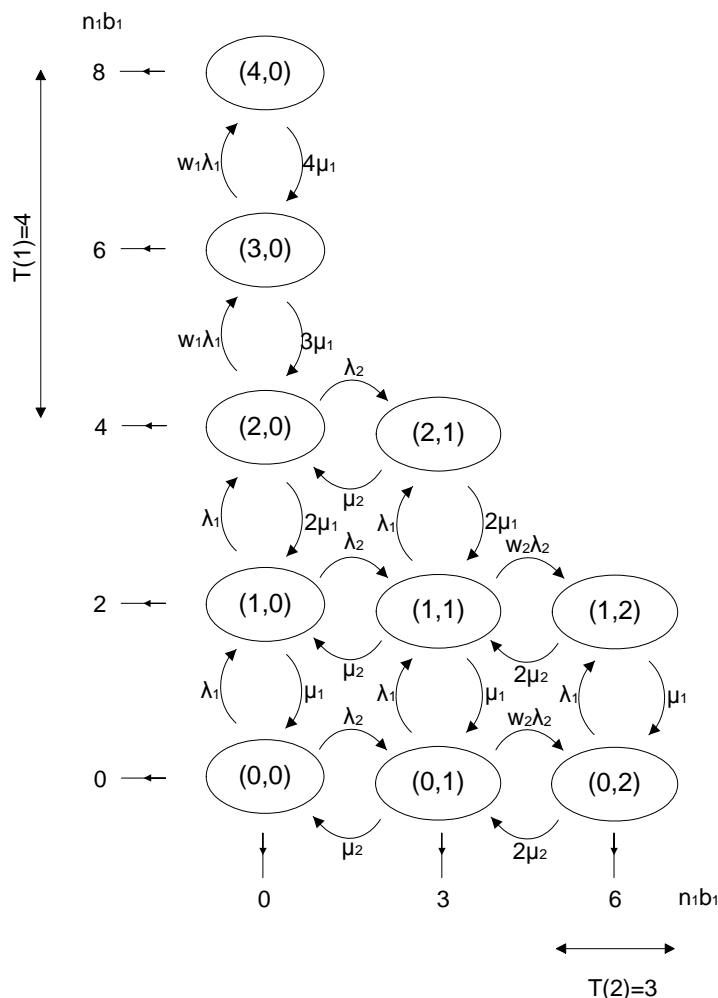 n₁b₁
8
(4,0)
w₁λ₁
4μ₁
T(1)=4
6
(3,0)
w₁λ₁
3μ₁
λ₂
4
(2,0)
(2,1)
μ₂
λ₁
2μ₁
λ₁
2μ₁
λ₂
w₂λ₂
2
(1,0)
(1,1)
(1,2)
μ₂
2μ₂
λ₁
μ₁
λ₁
μ₁
λ₁
μ₁
λ₂
w₂λ₂
0
(0,0)
(0,1)
(0,2)
μ₂
2μ₂
0
3
6
n₁b₁
T(2)=3